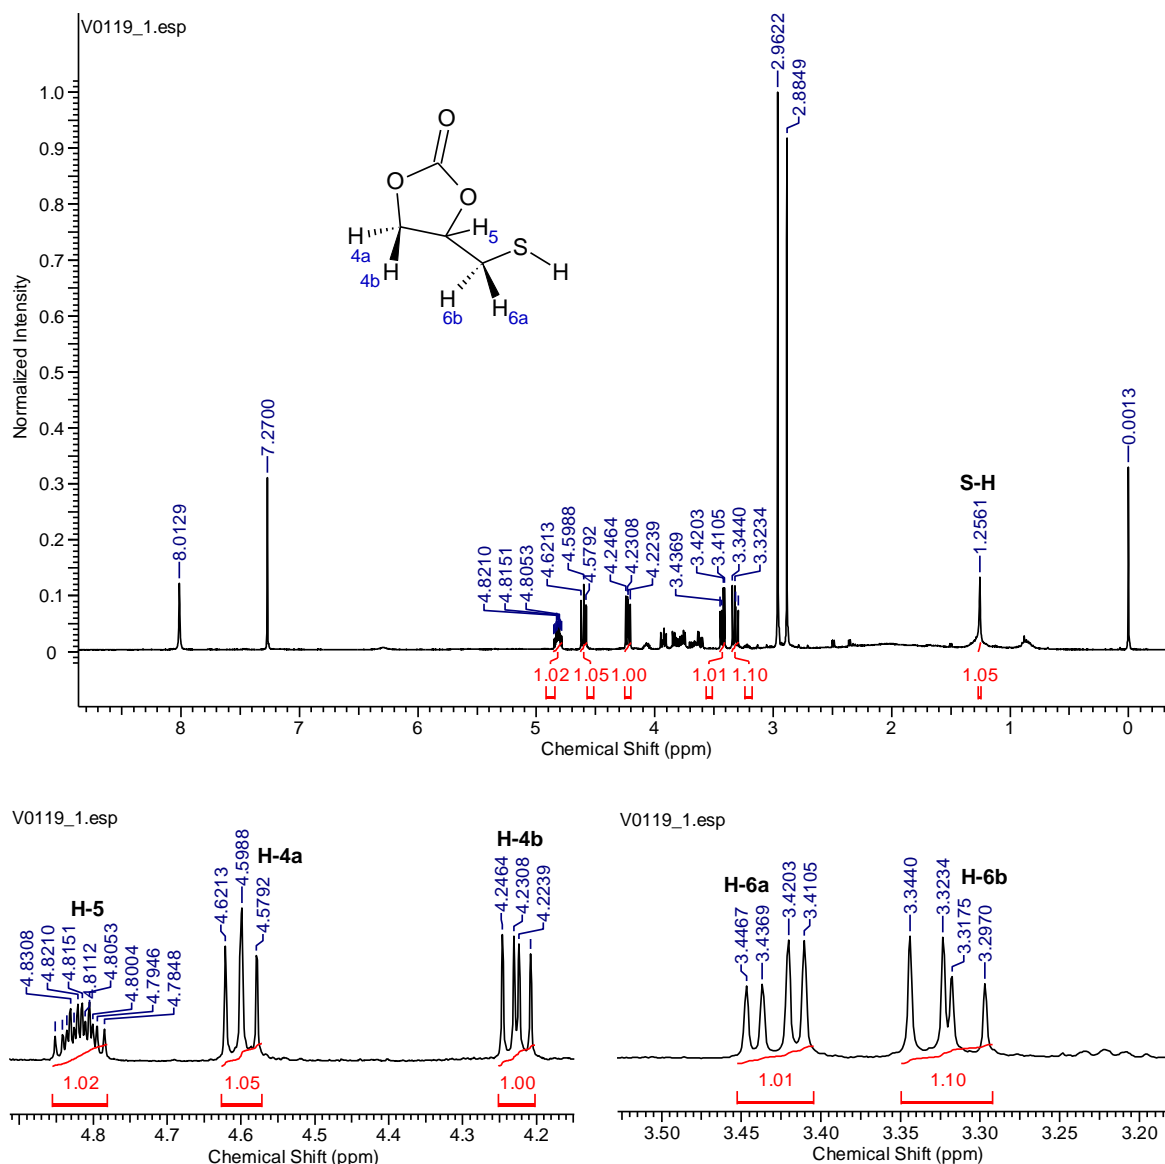 V0119_1.esp
Normalized Intensity
1.0
0.9
0.8
0.7
0.6
0.5
0.4
0.3
0.2
0.1
0
O
O
O
H
4a
H
4b
H
5
S
H
H
6b
H
6a
8.0129
7.2700
4.8210
4.8151
4.8053
4.6213
4.5988
4.5792
4.2464
4.2308
4.2239
3.4369
3.4203
3.4105
3.3440
3.3234
2.9622
2.8849
S-H
1.2561
-0.0013
1.02 1.05 1.00 1.01 1.10 1.05
8 7 6 5 4 3 2 1 0
Chemical Shift (ppm)
V0119_1.esp
H-5
4.8308
4.8210
4.8151
4.8112
4.8053
4.8004
4.7946
4.7848
H-4a
4.6213
4.5988
4.5792
H-4b
4.2464
4.2308
4.2239
1.02 1.05 1.00
4.8 4.7 4.6 4.5 4.4 4.3 4.2
Chemical Shift (ppm)
V0119_1.esp
H-6a
3.4467
3.4369
3.4203
3.4105
H-6b
3.3440
3.3234
3.3175
3.2970
1.01 1.10
3.50 3.45 3.40 3.35 3.30 3.25 3.20
Chemical Shift (ppm)